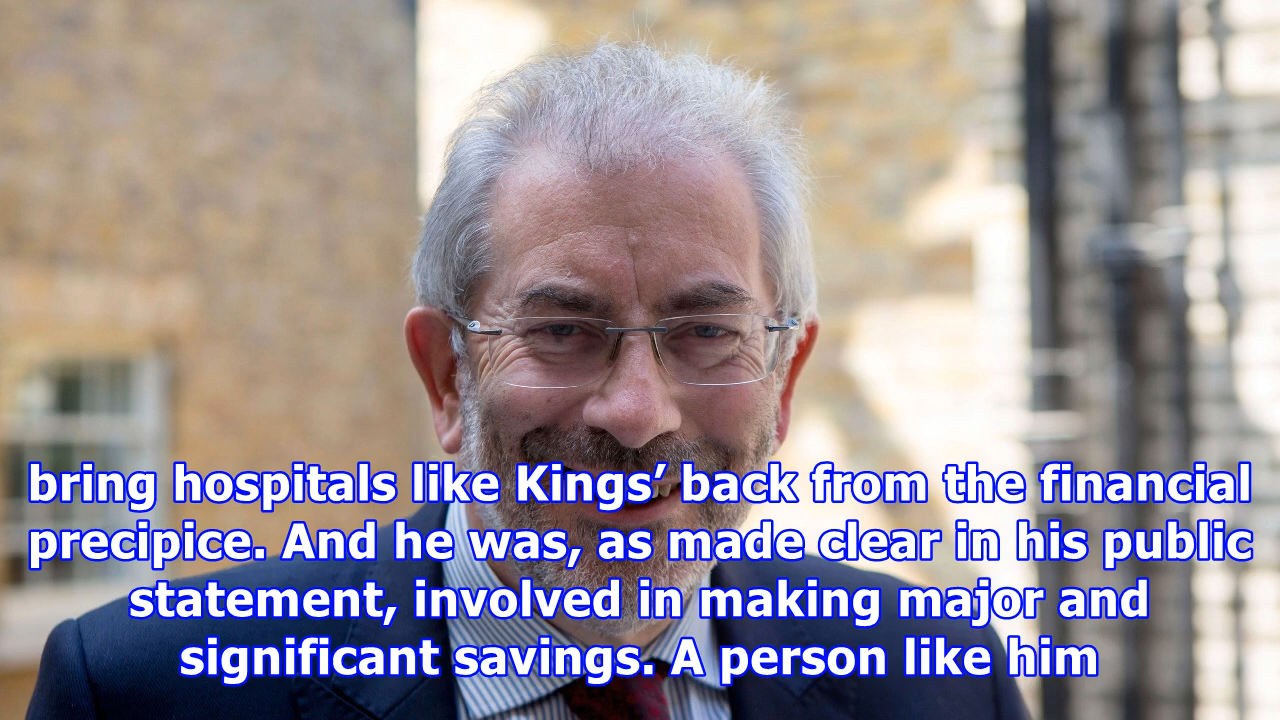 bring hospitals like Kings’ back from the financial
precipice. And he was, as made clear in his public
statement, involved in making major and
significant savings. A person like him